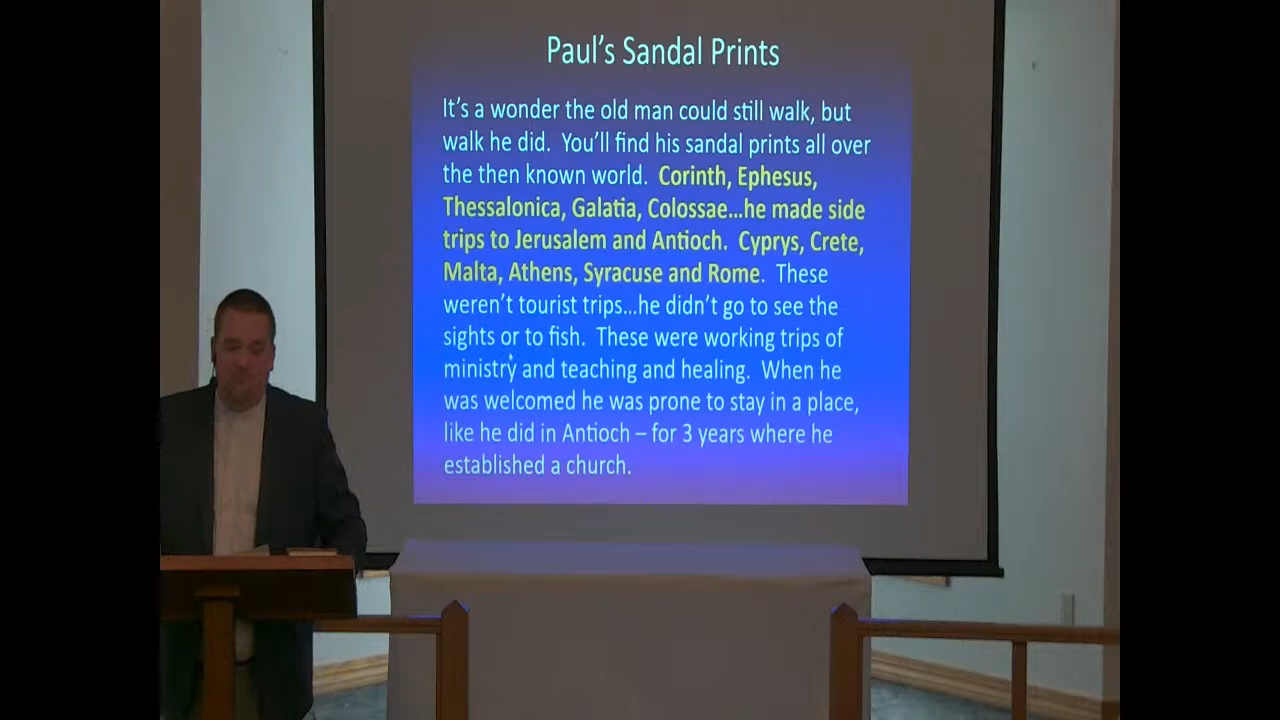 Paul's Sandal Prints
It's a wonder the old man could still walk, but
walk he did.  You'll find his sandal prints all over
the then known world.  Corinth, Ephesus,
Thessalonica, Galatia, Colossae...he made side
trips to Jerusalem and Antioch.  Cyprys, Crete,
Malta, Athens, Syracuse and Rome.  These
weren't tourist trips...he didn't go to see the
sights or to fish.  These were working trips of
ministry and teaching and healing.  When he
was welcomed he was prone to stay in a place,
like he did in Antioch – for 3 years where he
established a church.